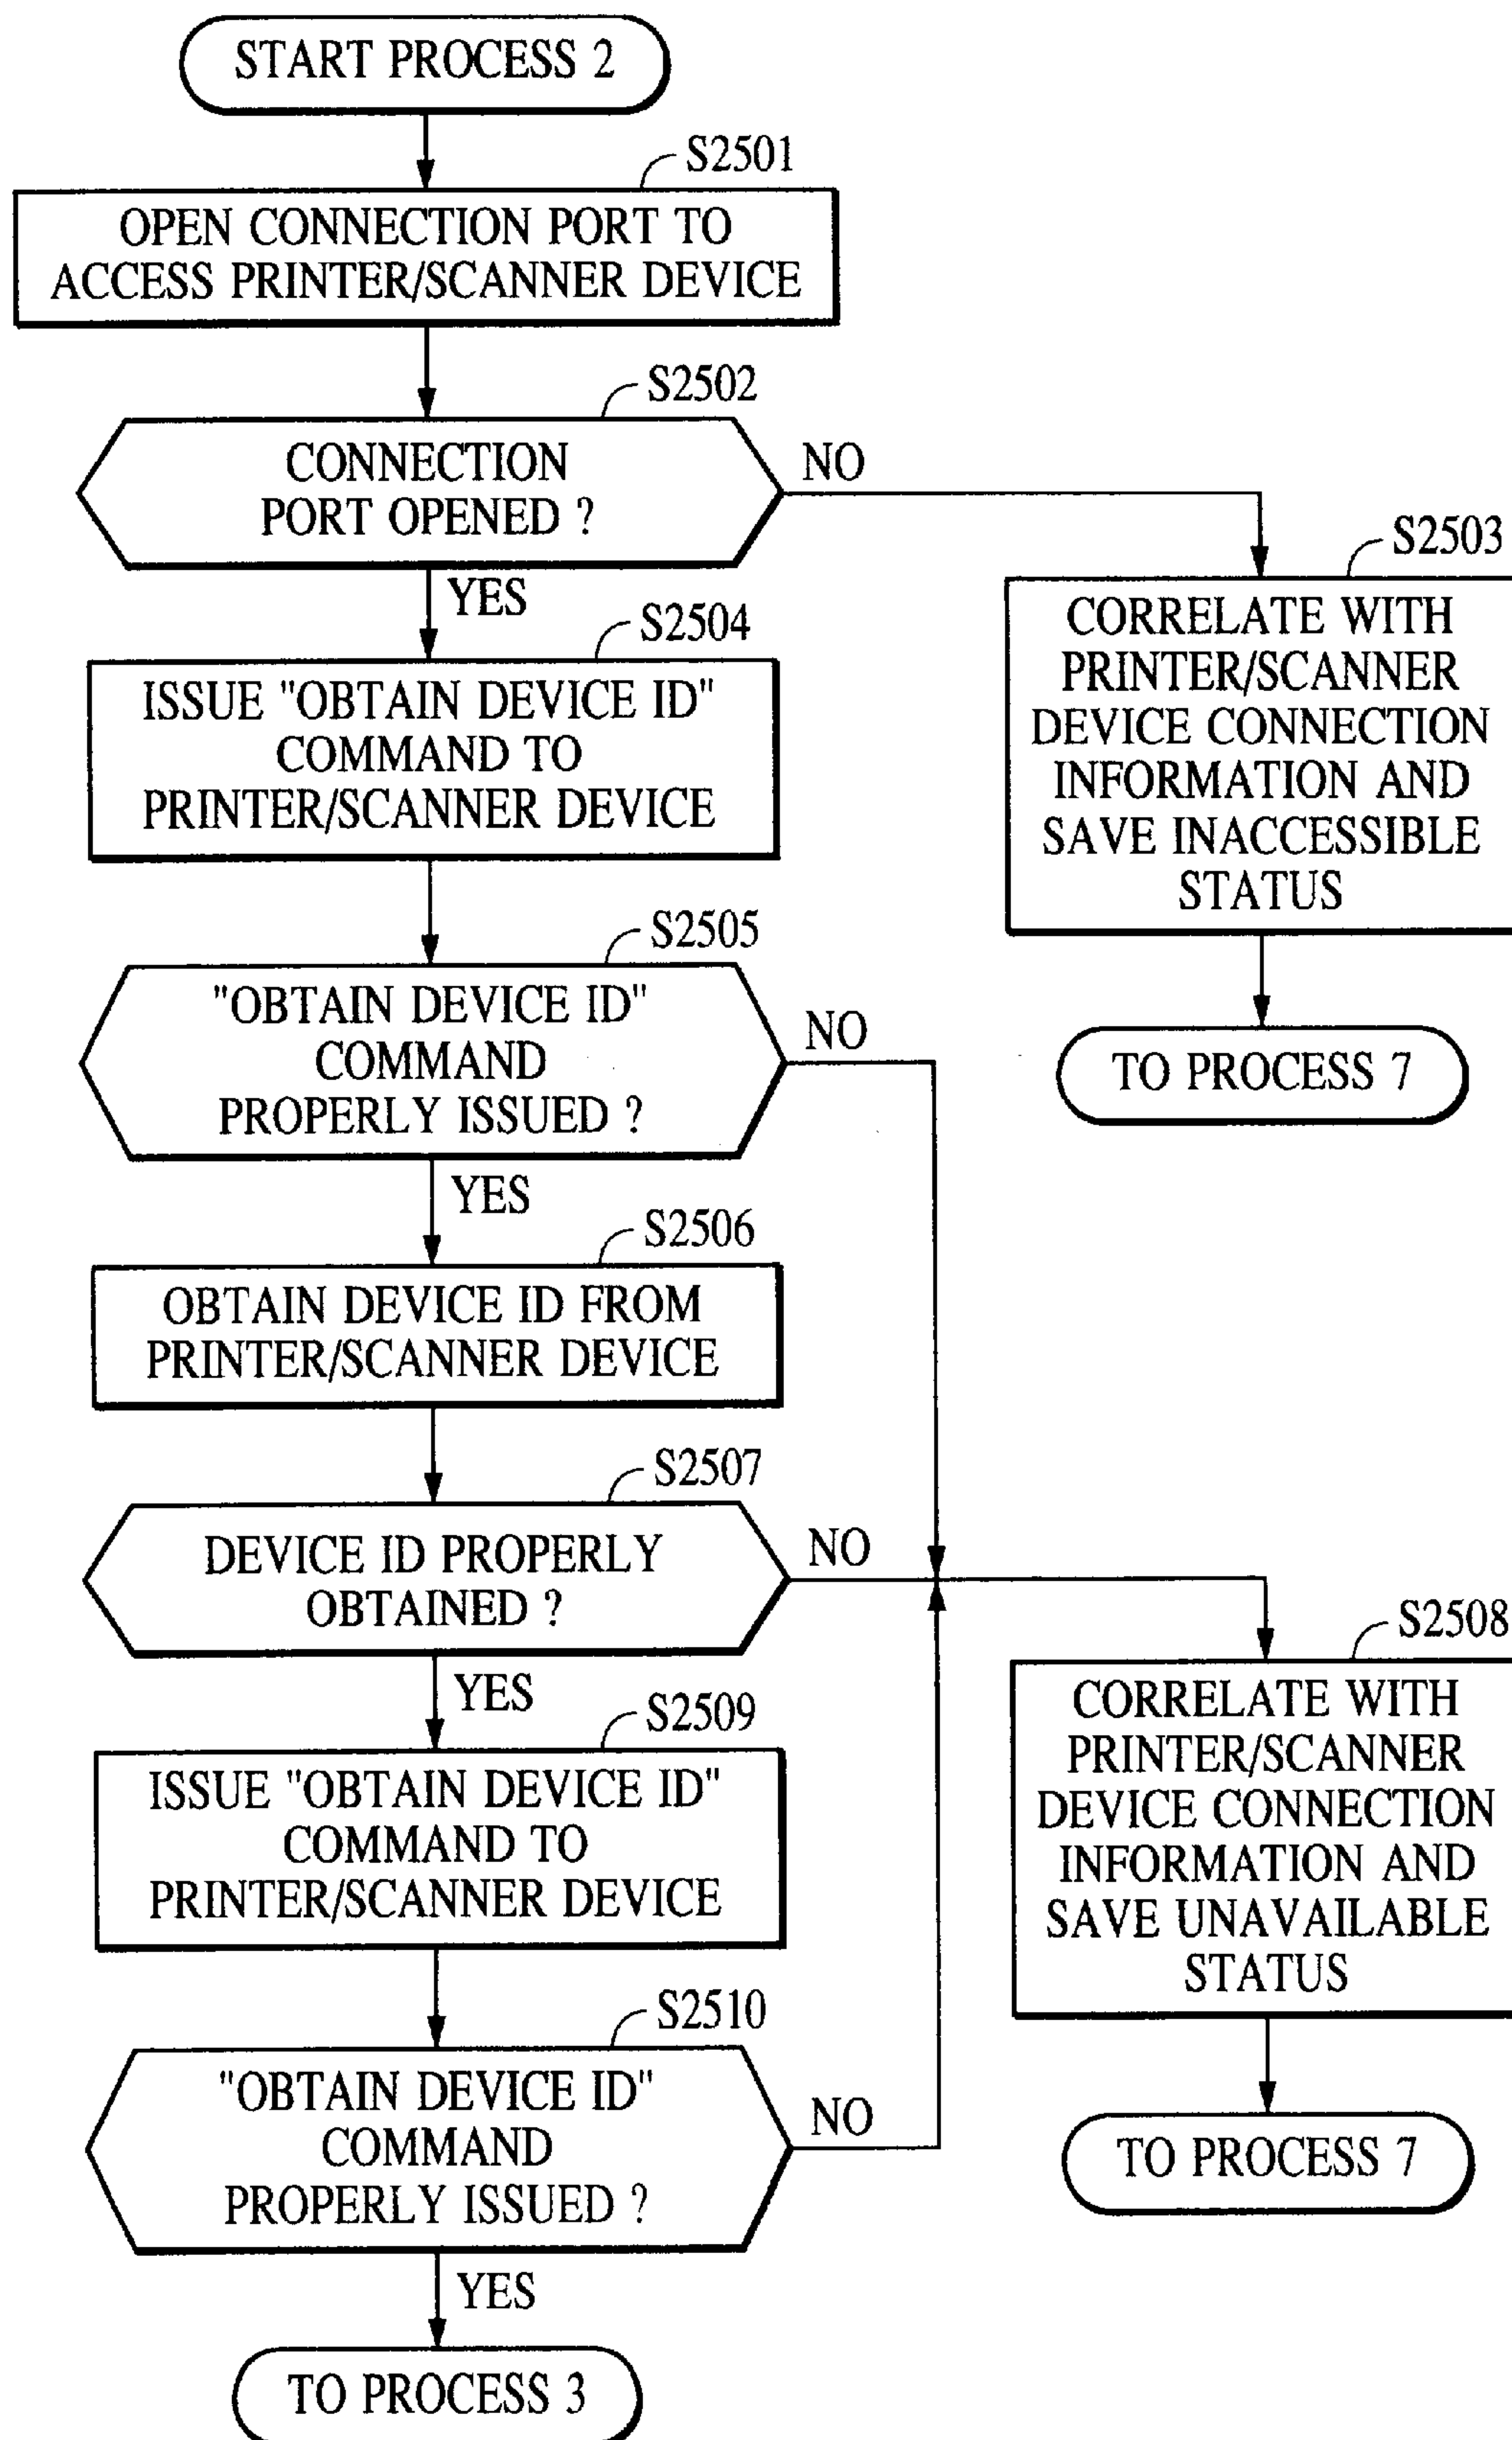 START PROCESS 2
S2501
OPEN CONNECTION PORT TO
ACCESS PRINTER/SCANNER DEVICE
S2502
CONNECTION
PORT OPENED ?
NO
YES
S2503
CORRELATE WITH
PRINTER/SCANNER
DEVICE CONNECTION
INFORMATION AND
SAVE INACCESSIBLE
STATUS
TO PROCESS 7
S2504
ISSUE "OBTAIN DEVICE ID"
COMMAND TO
PRINTER/SCANNER DEVICE
S2505
"OBTAIN DEVICE ID"
COMMAND
PROPERLY ISSUED ?
NO
YES
S2506
OBTAIN DEVICE ID FROM
PRINTER/SCANNER DEVICE
S2507
DEVICE ID PROPERLY
OBTAINED ?
NO
YES
S2508
CORRELATE WITH
PRINTER/SCANNER
DEVICE CONNECTION
INFORMATION AND
SAVE UNAVAILABLE
STATUS
TO PROCESS 7
S2509
ISSUE "OBTAIN DEVICE ID"
COMMAND TO
PRINTER/SCANNER DEVICE
S2510
"OBTAIN DEVICE ID"
COMMAND
PROPERLY ISSUED ?
NO
YES
TO PROCESS 3